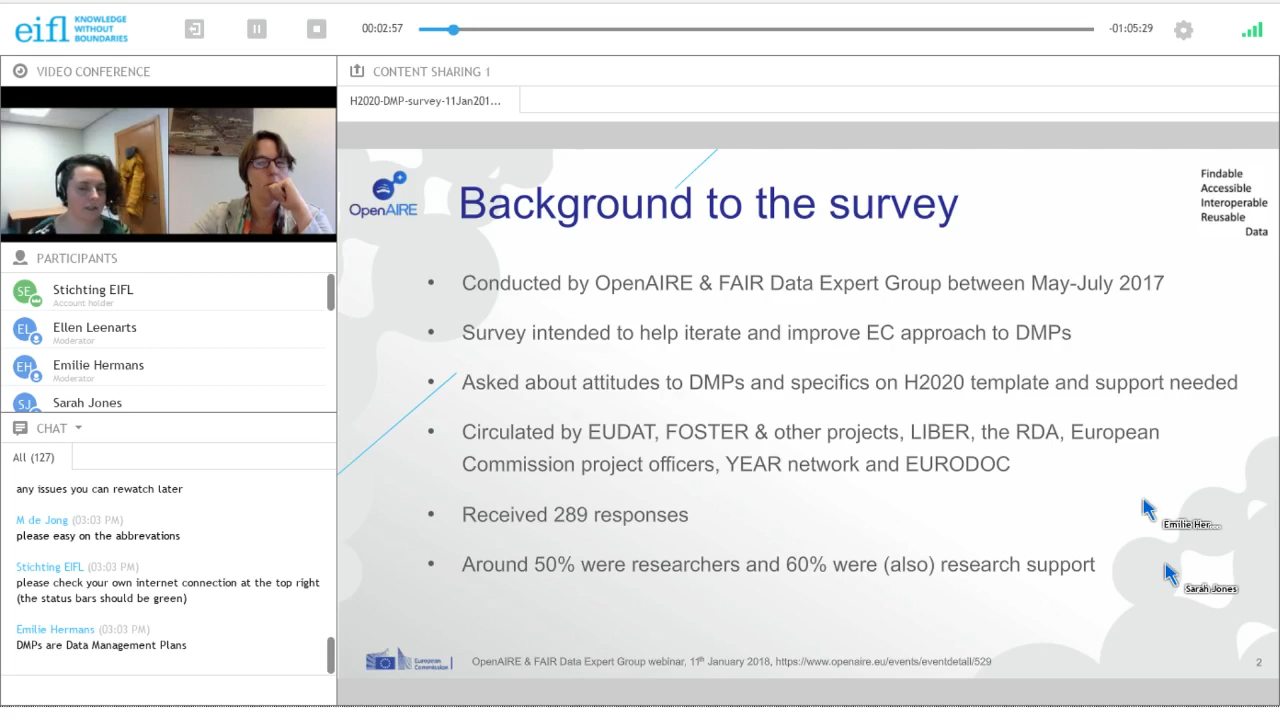 eifl KNOWLEDGE
WITHOUT
BOUNDARIES
00:02:57
-01:05:29
VIDEO CONFERENCE
PARTICIPANTS
SE
Stichting EIFL
Account holder
EL
Ellen Leenarts
Moderator
EH
Emilie Hermans
Moderator
SJ
Sarah Jones
CHAT
All (127)
any issues you can rewatch later
M de Jong (03:03 PM)
please easy on the abbrevations
Stichting EIFL (03:03 PM)
please check your own internet connection at the top right
(the status bars should be green)
Emilie Hermans (03:03 PM)
DMPs are Data Management Plans
CONTENT SHARING 1
H2020-DMP-survey-11Jan201...
OpenAIRE
Background to the survey
Findable
Accessible
Interoperable
Reusable
Data
• Conducted by OpenAIRE & FAIR Data Expert Group between May-July 2017
• Survey intended to help iterate and improve EC approach to DMPs
• Asked about attitudes to DMPs and specifics on H2020 template and support needed
• Circulated by EUDAT, FOSTER & other projects, LIBER, the RDA, European
Commission project officers, YEAR network and EURODOC
• Received 289 responses
• Around 50% were researchers and 60% were (also) research support
Emilie Her...
Sarah Jones
European
Commission
OpenAIRE & FAIR Data Expert Group webinar, 11th January 2018, https://www.openaire.eu/events/eventdetail/529
2